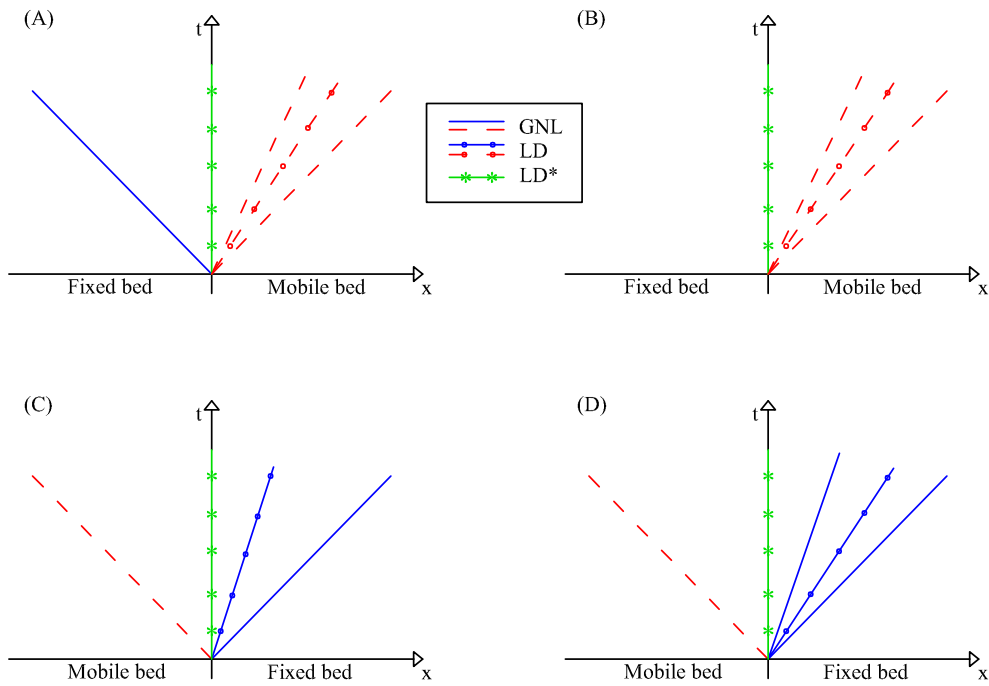 (A)
t
Fixed bed
Mobile bed
x
GNL
LD
LD*
(B)
t
Fixed bed
Mobile bed
x
(C)
t
Mobile bed
Fixed bed
x
(D)
t
Mobile bed
Fixed bed
x